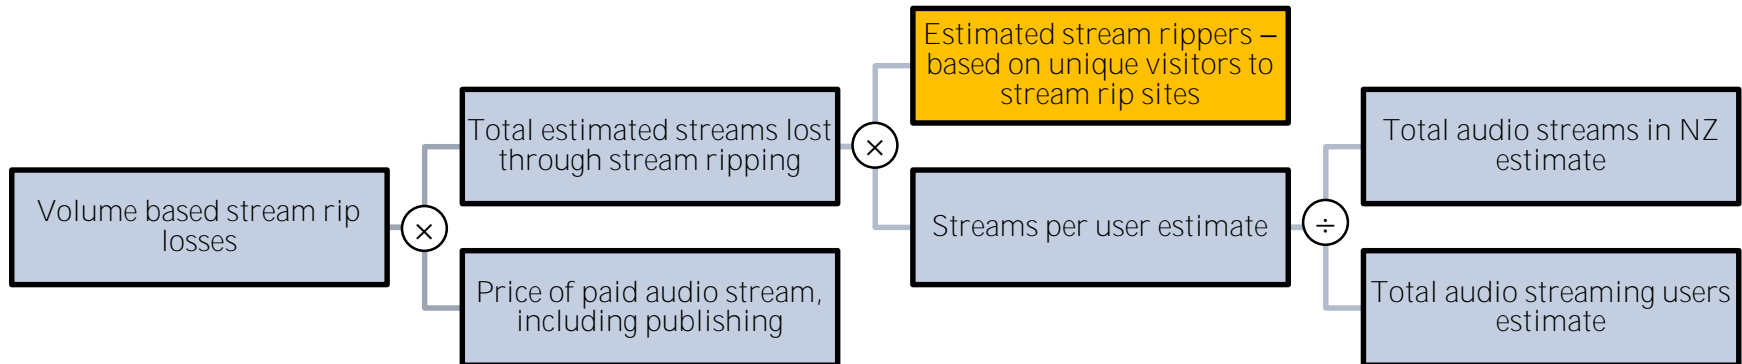 Volume based stream rip
losses
×
Total estimated streams lost
through stream ripping
Price of paid audio stream,
including publishing
×
Estimated stream rippers –
based on unique visitors to
stream rip sites
Streams per user estimate
÷
Total audio streams in NZ
estimate
Total audio streaming users
estimate